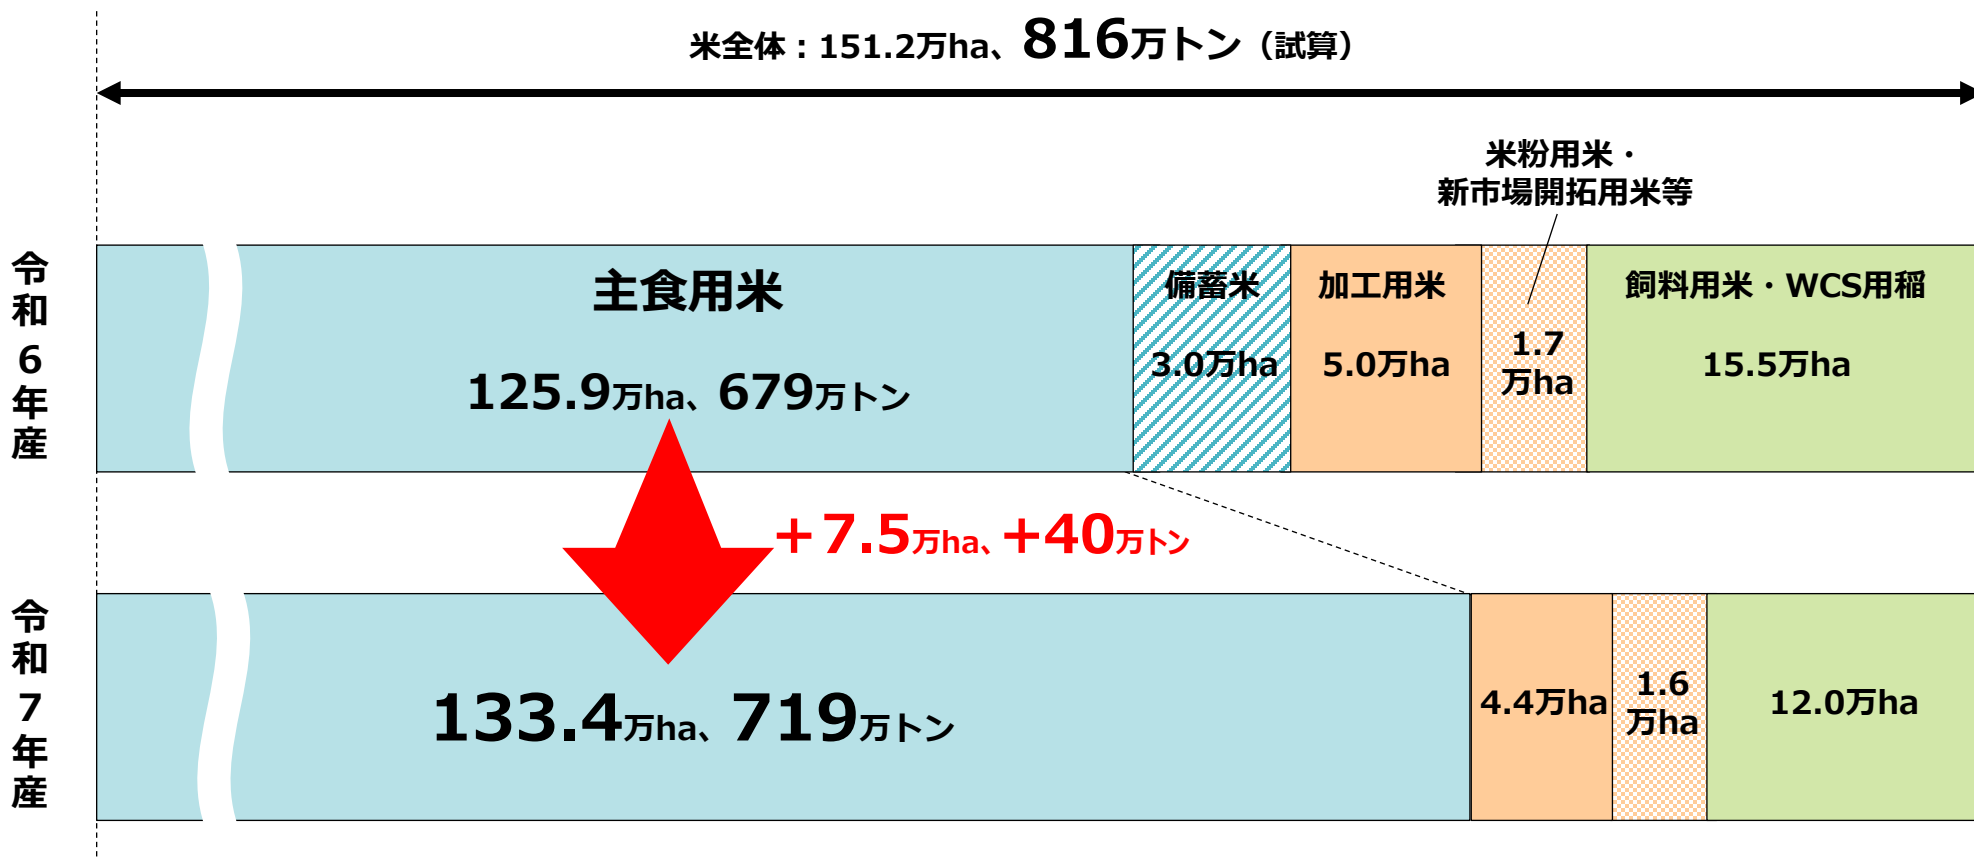 米全体：151.2万ha、816万トン（試算）
米粉用米・
新市場開拓用米等
令和6年産
主食用米
125.9万ha、679万トン
備蓄米
3.0万ha
加工用米
5.0万ha
1.7
万ha
飼料用米・WCS用稲
15.5万ha
＋7.5万ha、＋40万トン
令和7年産
133.4万ha、719万トン
4.4万ha
1.6
万ha
12.0万ha